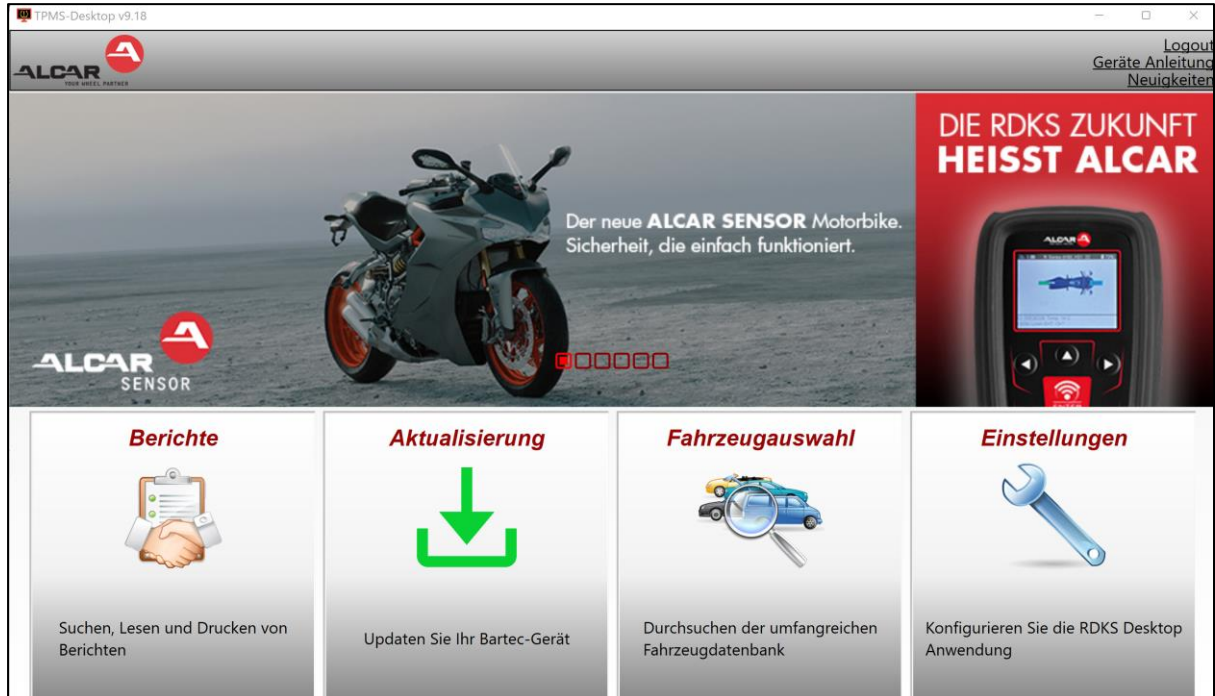 TPMS-Desktop v9.18
ALCAR
YOUR WHEEL PARTNER
Logout
Geräte Anleitung
Neuigkeiten
Der neue ALCAR SENSOR Motorbike.
Sicherheit, die einfach funktioniert.
ALCAR
SENSOR
DIE RDKS ZUKUNFT
HEISST ALCAR
ALCAR
Berichte
Suchen, Lesen und Drucken von
Berichten
Aktualisierung
Updaten Sie Ihr Bartec-Gerät
Fahrzeugauswahl
Durchsuchen der umfangreichen
Fahrzeugdatenbank
Einstellungen
Konfigurieren Sie die RDKS Desktop
Anwendung